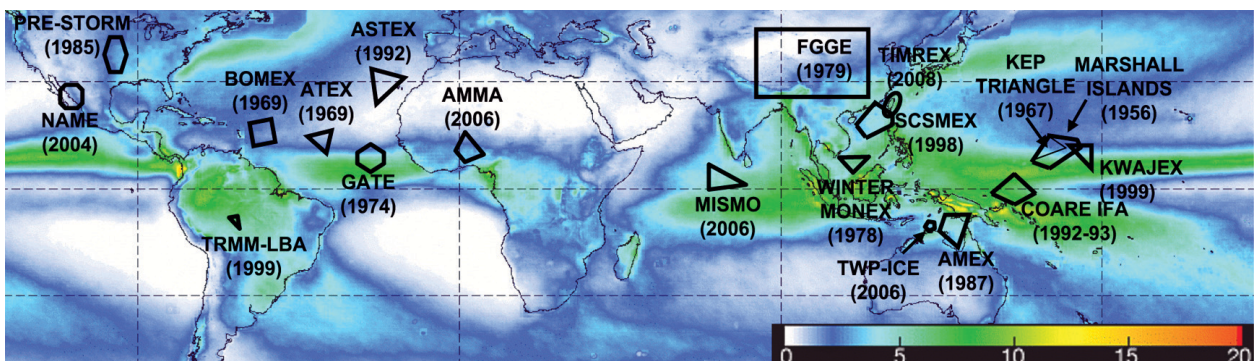 PRE-STORM
(1985)
NAME
(2004)
BOMEX
(1969)
ATEX
(1969)
ASTEX
(1992)
AMMA
(2006)
GATE
(1974)
TRMM-LBA
(1999)
MISMO
(2006)
FGGE
(1979)
TIMREX
(2008)
SCSMEX
(1998)
WINTER
MONEX
(1978)
KEP
TRIANGLE
(1967)
MARSHALL
ISLANDS
(1956)
KWAJEX
(1999)
COARE IFA
(1992-93)
TWP-ICE
(2006)
AMEX
(1987)
0 5 10 15 20